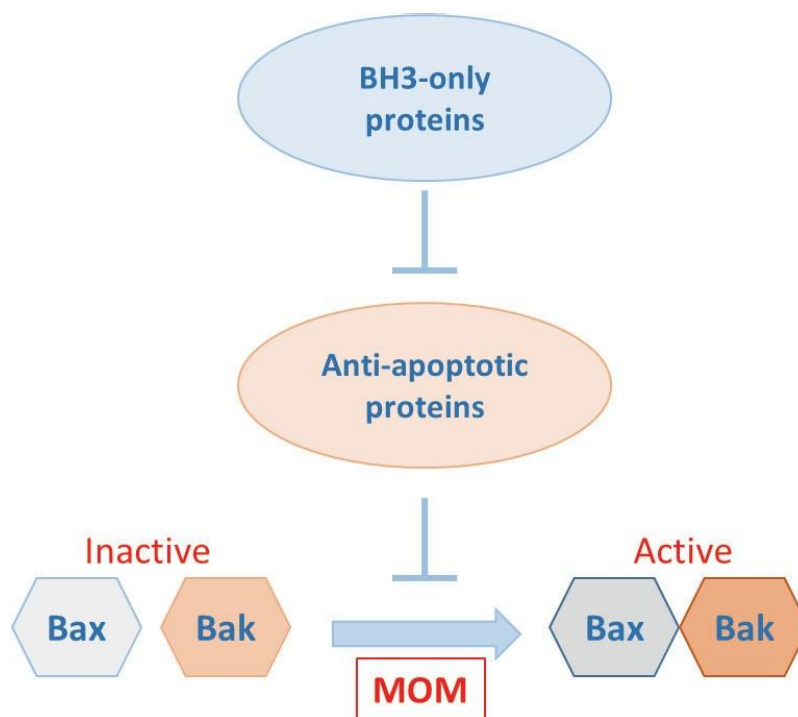 BH3-only
proteins
Anti-apoptotic
proteins
Inactive
Active
Bax
Bak
Bax
Bak
MOM